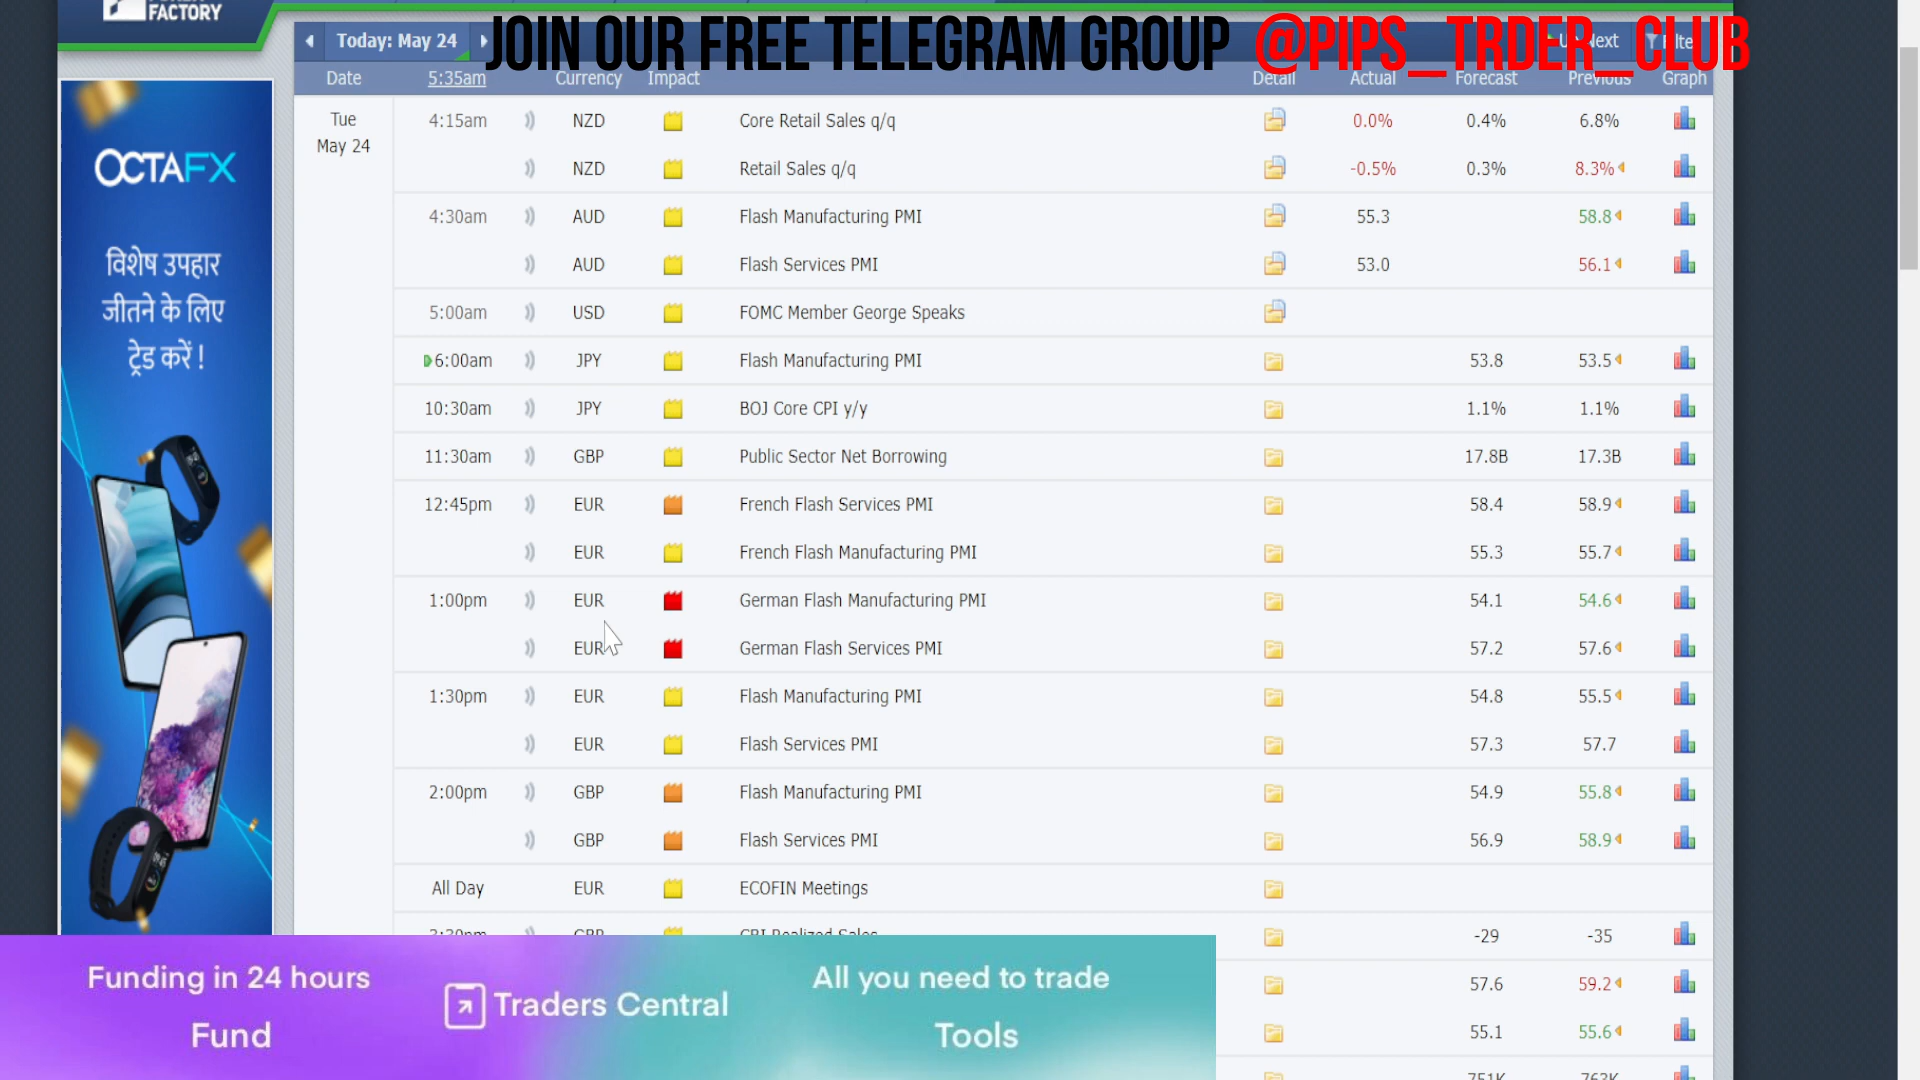 FACTORY
Today: May 24
JOIN OUR FREE TELEGRAM GROUP @PIPS_TRDER_CLUB
Date 5:35am Currency Impact Detail Actual Forecast Previous Graph
OCTAFX
विशेष उपहार
जीतने के लिए
ट्रेड करें !
Tue
May 24
4:15am NZD Core Retail Sales q/q 0.0% 0.4% 6.8%
NZD Retail Sales q/q -0.5% 0.3% 8.3%
4:30am AUD Flash Manufacturing PMI 55.3 58.8
AUD Flash Services PMI 53.0 56.1
5:00am USD FOMC Member George Speaks
6:00am JPY Flash Manufacturing PMI 53.8 53.5
10:30am JPY BOJ Core CPI y/y 1.1% 1.1%
11:30am GBP Public Sector Net Borrowing 17.8B 17.3B
12:45pm EUR French Flash Services PMI 58.4 58.9
EUR French Flash Manufacturing PMI 55.3 55.7
1:00pm EUR German Flash Manufacturing PMI 54.1 54.6
EUR German Flash Services PMI 57.2 57.6
1:30pm EUR Flash Manufacturing PMI 54.8 55.5
EUR Flash Services PMI 57.3 57.7
2:00pm GBP Flash Manufacturing PMI 54.9 55.8
GBP Flash Services PMI 56.9 58.9
All Day EUR ECOFIN Meetings
3:30pm GBP CBI Realized Sales -29 -35
57.6 59.2
55.1 55.6
751K 763K
Funding in 24 hours
Fund
Traders Central
All you need to trade
Tools